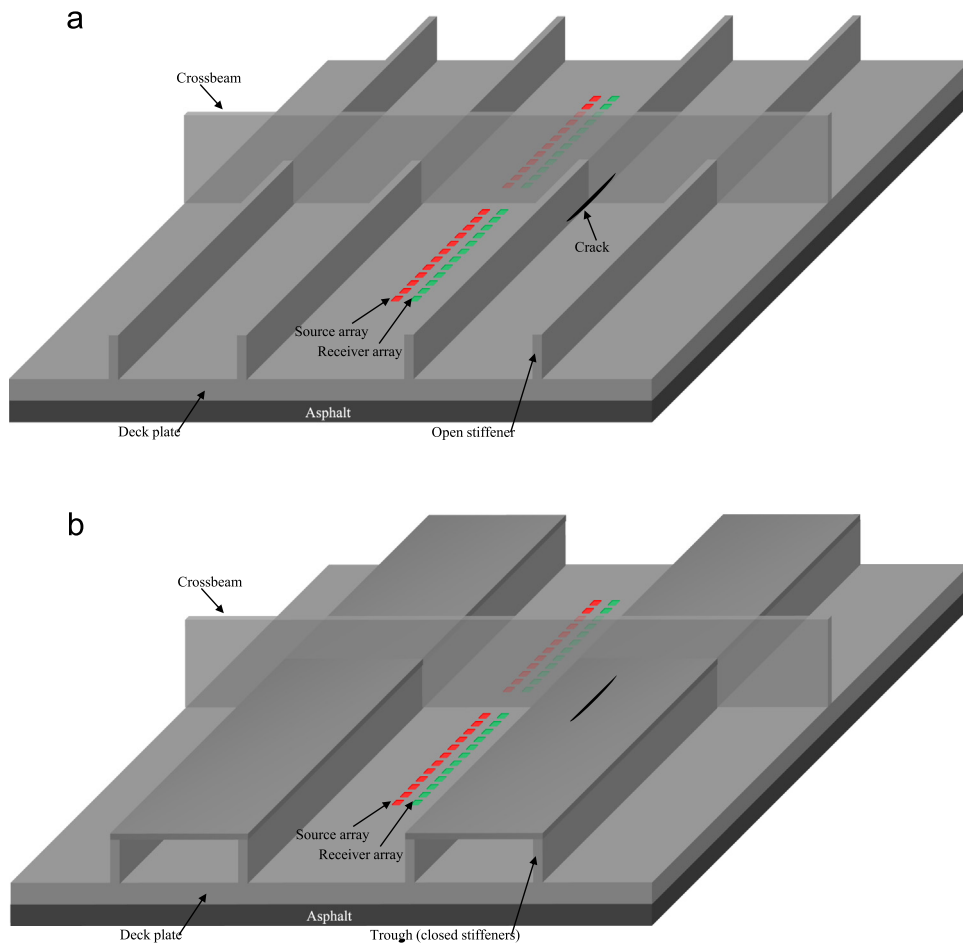 a
Crossbeam
Crack
Source array
Receiver array
Asphalt
Deck plate
Open stiffener
b
Crossbeam
Source array
Receiver array
Asphalt
Deck plate
Trough (closed stiffeners)